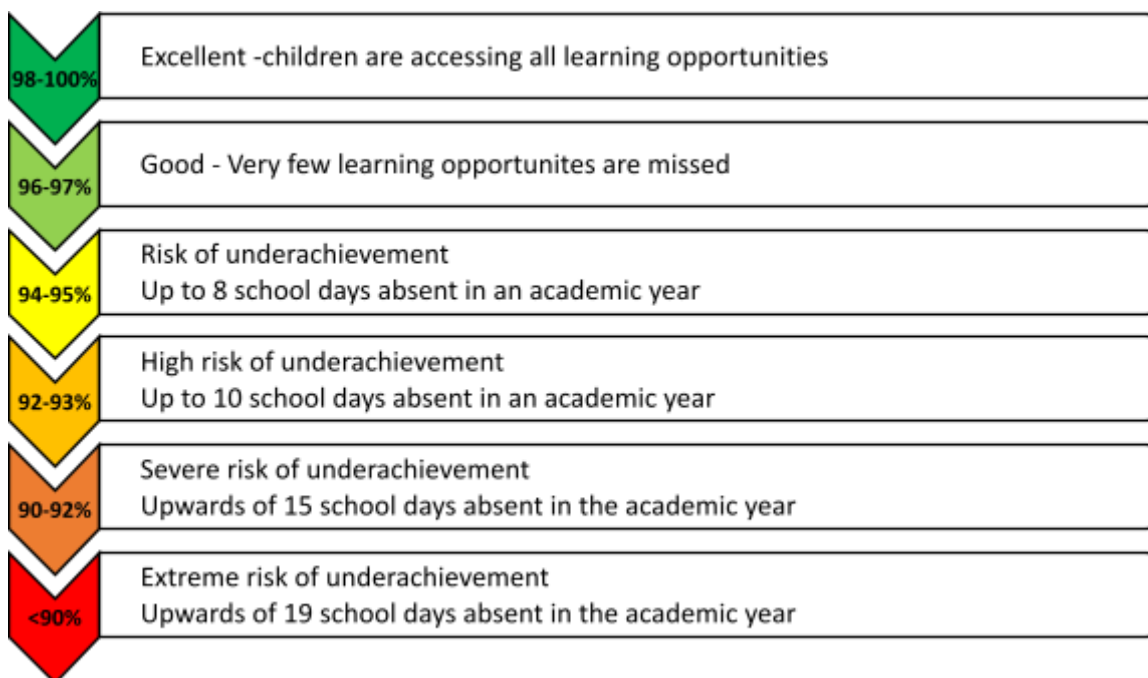 98-100%
Excellent -children are accessing all learning opportunities
96-97%
Good - Very few learning opportunites are missed
94-95%
Risk of underachievement
Up to 8 school days absent in an academic year
92-93%
High risk of underachievement
Up to 10 school days absent in an academic year
90-92%
Severe risk of underachievement
Upwards of 15 school days absent in the academic year
<90%
Extreme risk of underachievement
Upwards of 19 school days absent in the academic year